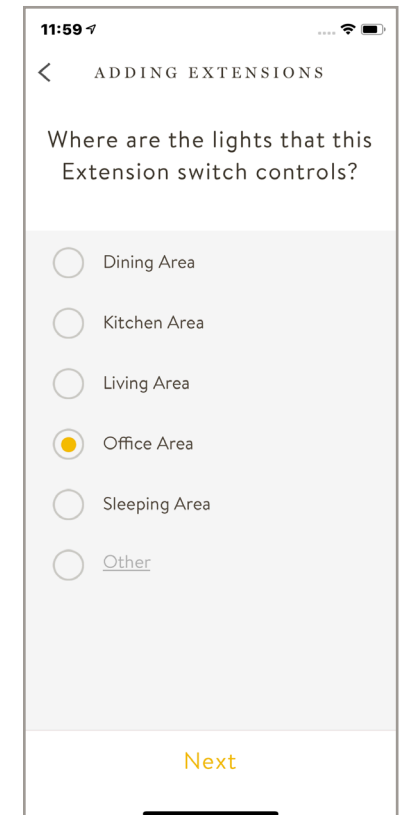 11:59
ADDING EXTENSIONS
Where are the lights that this
Extension switch controls?
Dining Area
Kitchen Area
Living Area
Office Area
Sleeping Area
Other
Next